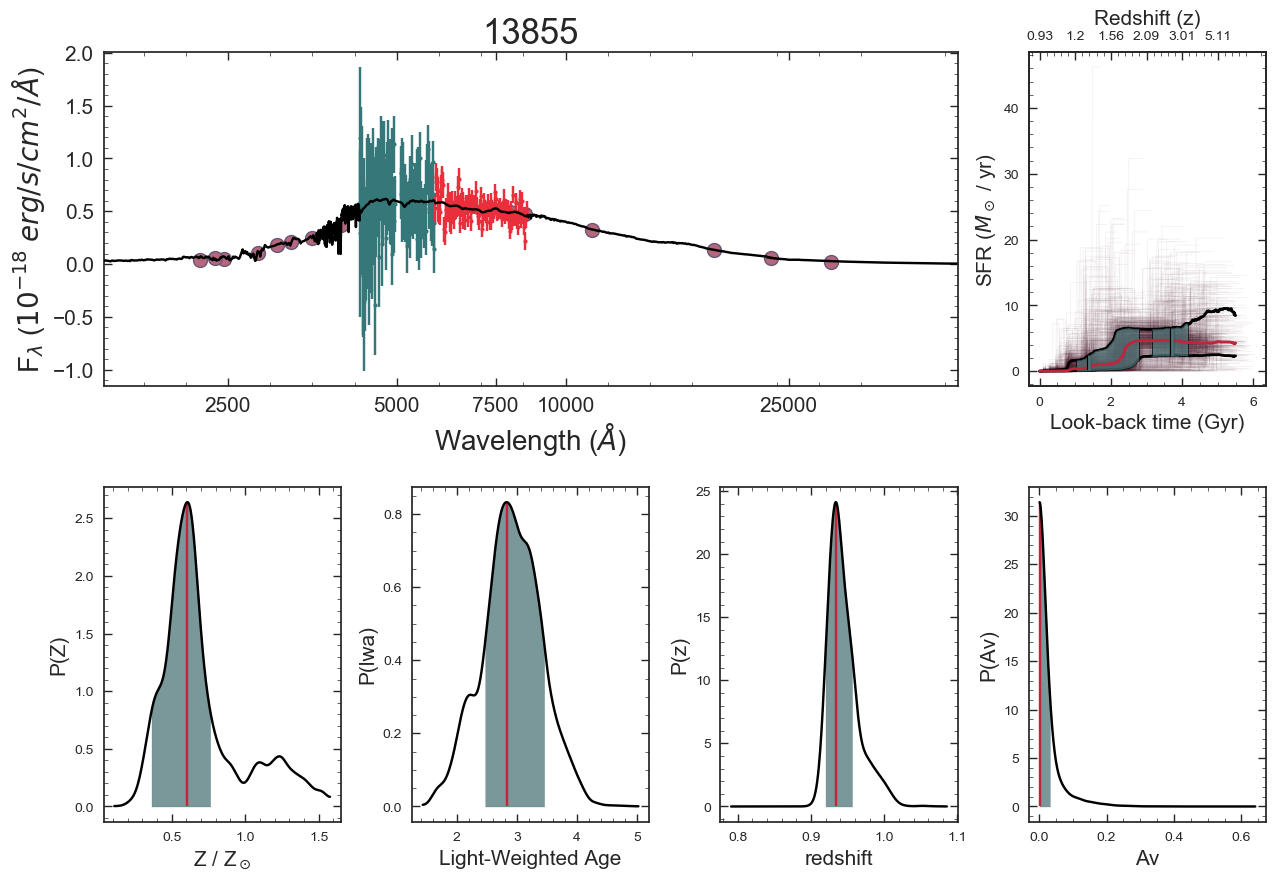 13855
F_λ (10^{-18} erg/s/cm^2/Å)
2.0
1.5
1.0
0.5
0.0
−0.5
−1.0
2500 5000 7500 10000 25000
Wavelength (Å)
Redshift (z)
0.93 1.2 1.56 2.09 3.01 5.11
SFR (M_⊙ / yr)
40
30
20
10
0
0 2 4 6
Look-back time (Gyr)
P(Z)
2.5
2.0
1.5
1.0
0.5
0.0
0.5 1.0 1.5
Z / Z_⊙
P(lwa)
0.8
0.6
0.4
0.2
0.0
2 3 4 5
Light-Weighted Age
P(z)
25
20
15
10
5
0
0.8 0.9 1.0 1.1
redshift
P(Av)
30
25
20
15
10
5
0
0.0 0.2 0.4 0.6
Av